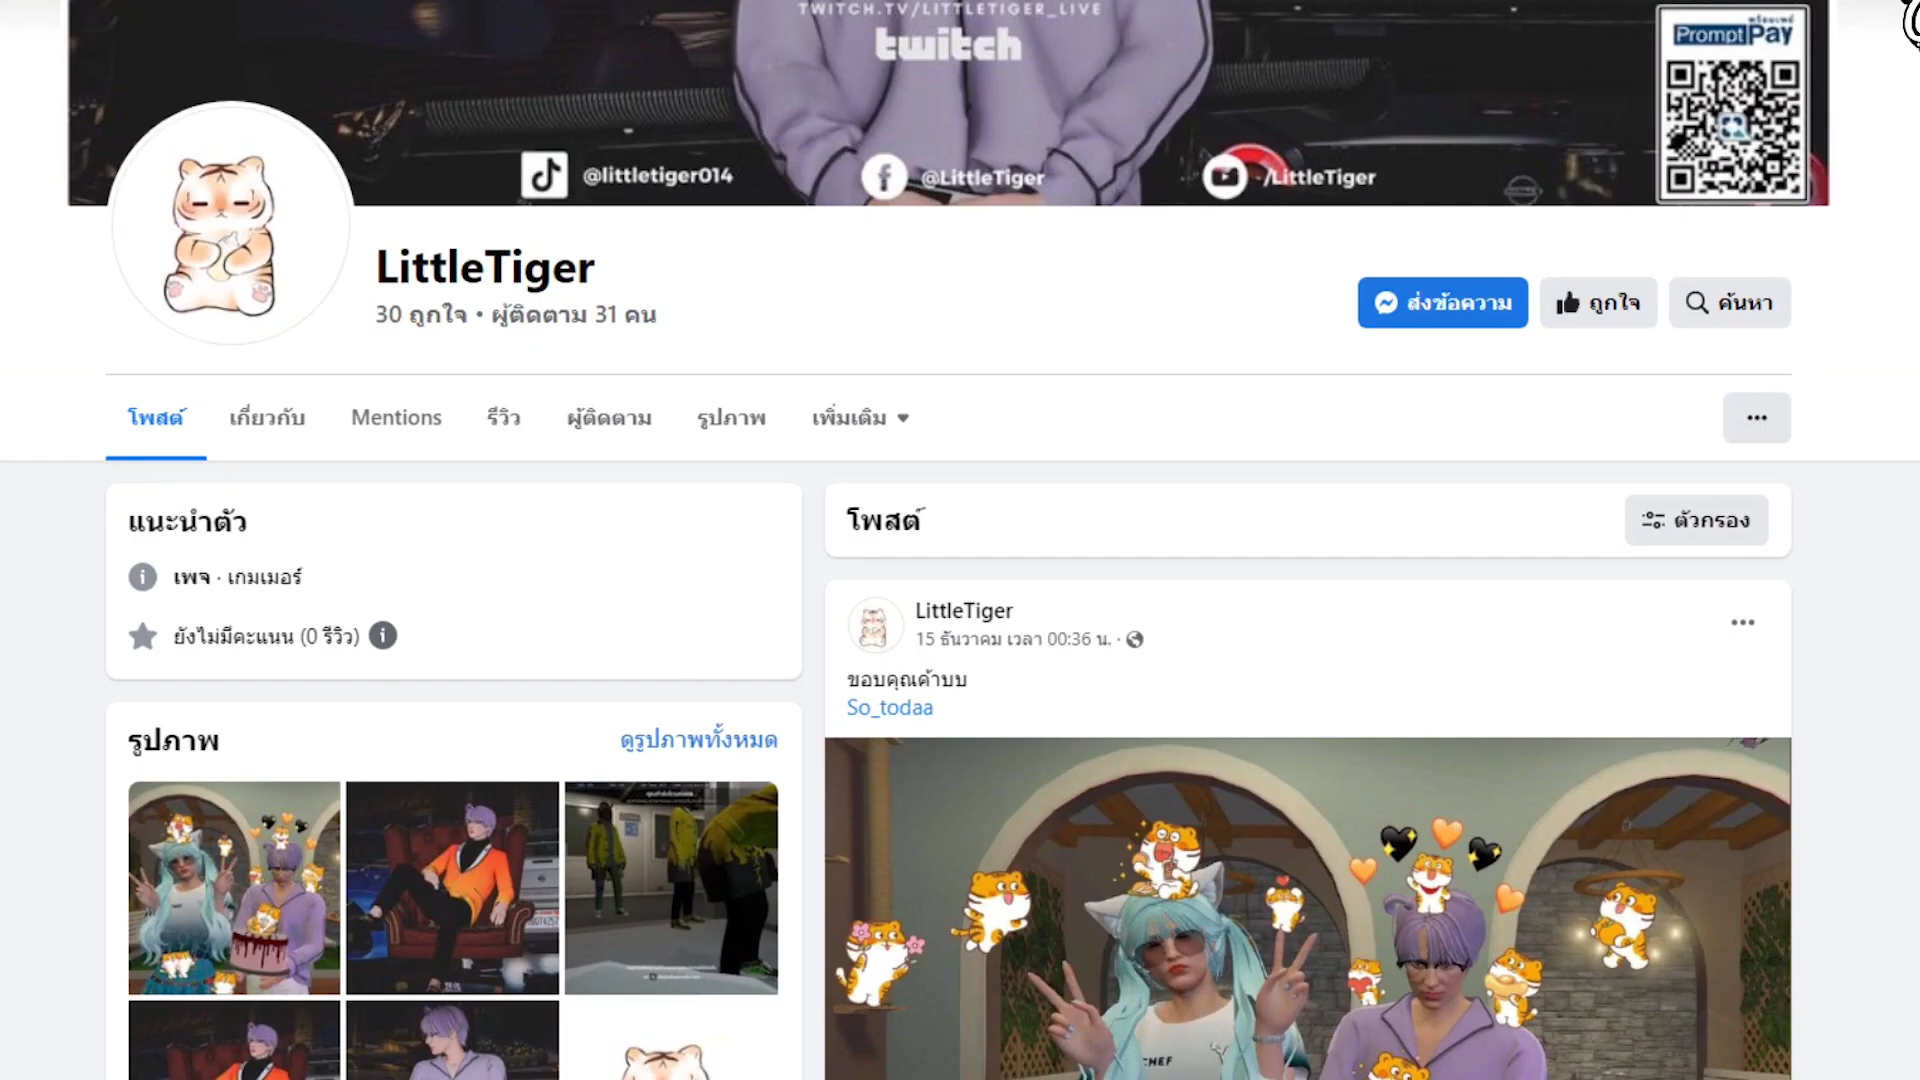 TWITCH.TV/LITTLETIGER_LIVE
twitch
พร้อมเพย์
PromptPay
@littletiger014
@LittleTiger
/LittleTiger
LittleTiger
30 ถูกใจ • ผู้ติดตาม 31 คน
ส่งข้อความ
ถูกใจ
ค้นหา
โพสต์
เกี่ยวกับ
Mentions
รีวิว
ผู้ติดตาม
รูปภาพ
เพิ่มเติม
แนะนำตัว
เพจ · เกมเมอร์
ยังไม่มีคะแนน (0 รีวิว)
รูปภาพ
ดูรูปภาพทั้งหมด
โพสต์
ตัวกรอง
LittleTiger
15 ธันวาคม เวลา 00:36 น. ·
ขอบคุณค้าบบ
So_todaa
CHEF